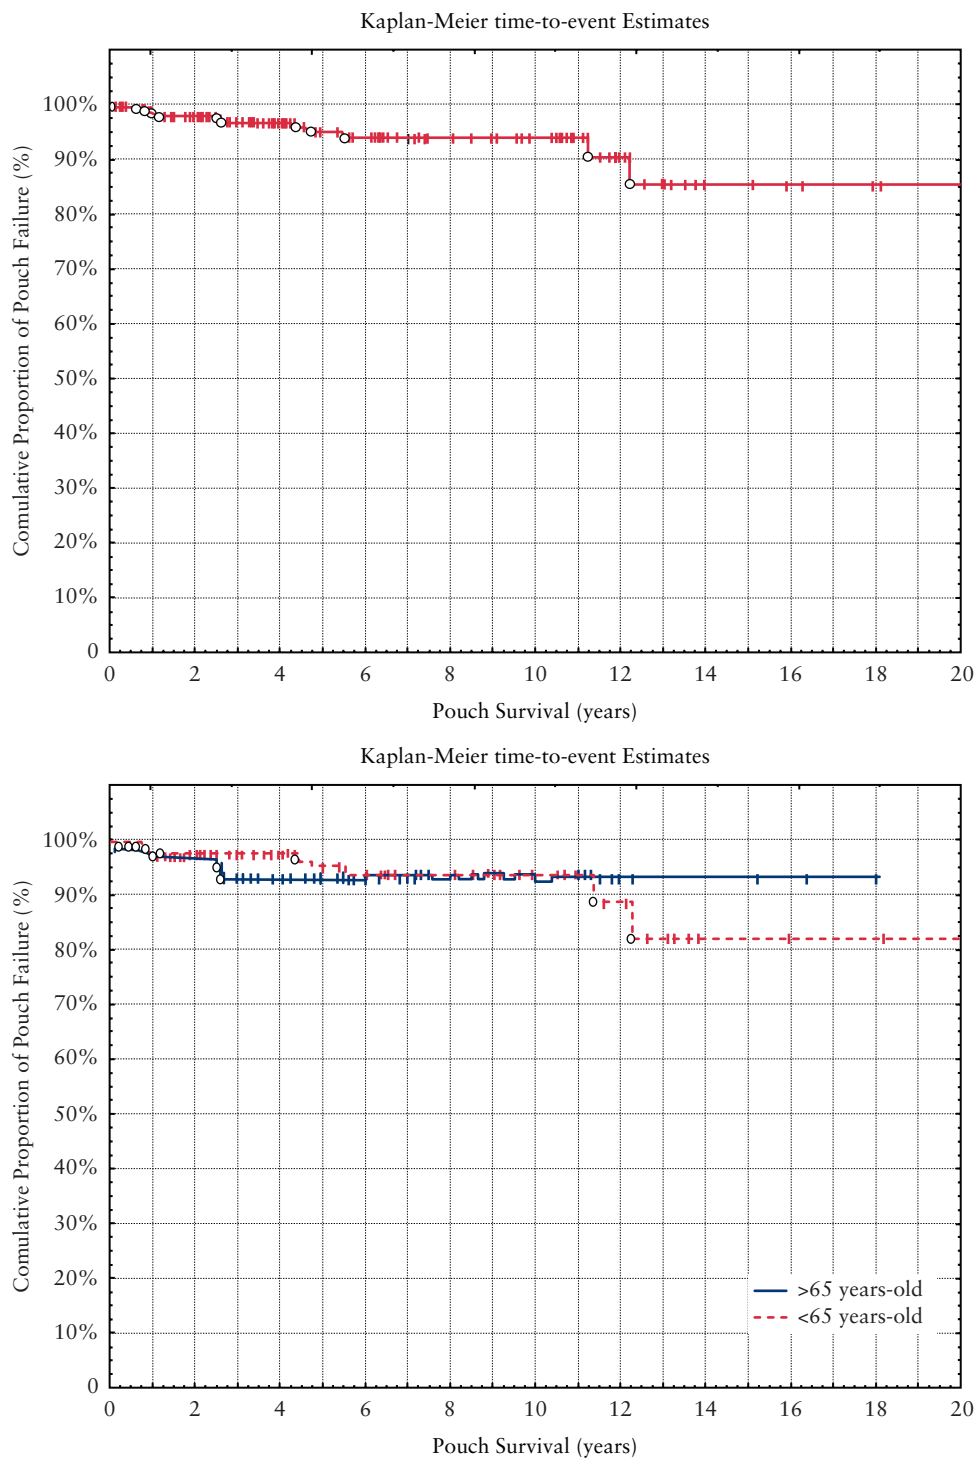 Kaplan-Meier time-to-event Estimates
Comulative Proportion of Pouch Failure (%)
100%
90%
80%
70%
60%
50%
40%
30%
20%
10%
0
0 2 4 6 8 10 12 14 16 18 20
Pouch Survival (years)
Kaplan-Meier time-to-event Estimates
Comulative Proportion of Pouch Failure (%)
100%
90%
80%
70%
60%
50%
40%
30%
20%
10%
0
>65 years-old
<65 years-old
0 2 4 6 8 10 12 14 16 18 20
Pouch Survival (years)